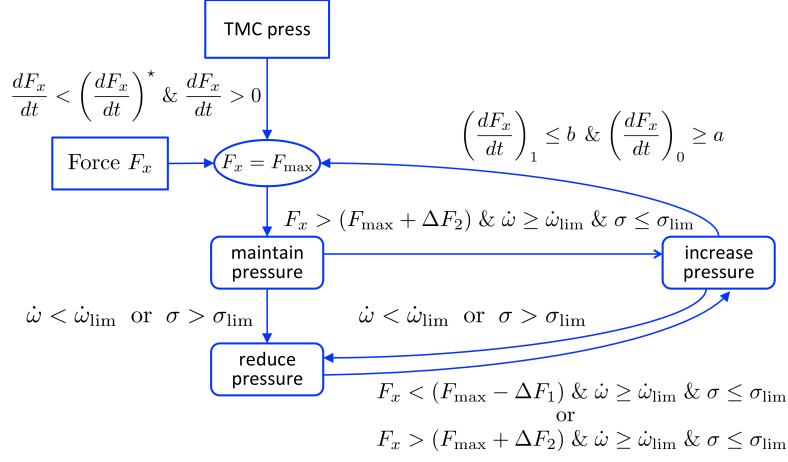 TMC press
dF_x/dt < (dF_x/dt)^⋆ & dF_x/dt > 0
(dF_x/dt)_1 ≤ b & (dF_x/dt)_0 ≥ a
Force F_x
F_x = F_max
F_x > (F_max + ΔF_2) & ω̇ ≥ ω̇_lim & σ ≤ σ_lim
maintain
pressure
increase
pressure
ω̇ < ω̇_lim or σ > σ_lim
ω̇ < ω̇_lim or σ > σ_lim
reduce
pressure
F_x < (F_max − ΔF_1) & ω̇ ≥ ω̇_lim & σ ≤ σ_lim
or
F_x > (F_max + ΔF_2) & ω̇ ≥ ω̇_lim & σ ≤ σ_lim